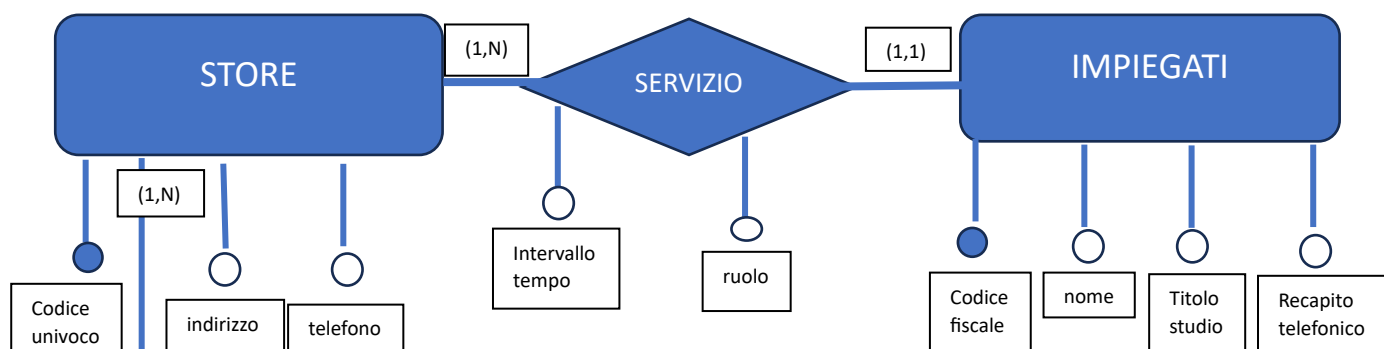 STORE
(1,N)
SERVIZIO
(1,1)
IMPIEGATI
(1,N)
Codice
univoco
indirizzo
telefono
Intervallo
tempo
ruolo
Codice
fiscale
nome
Titolo
studio
Recapito
telefonico